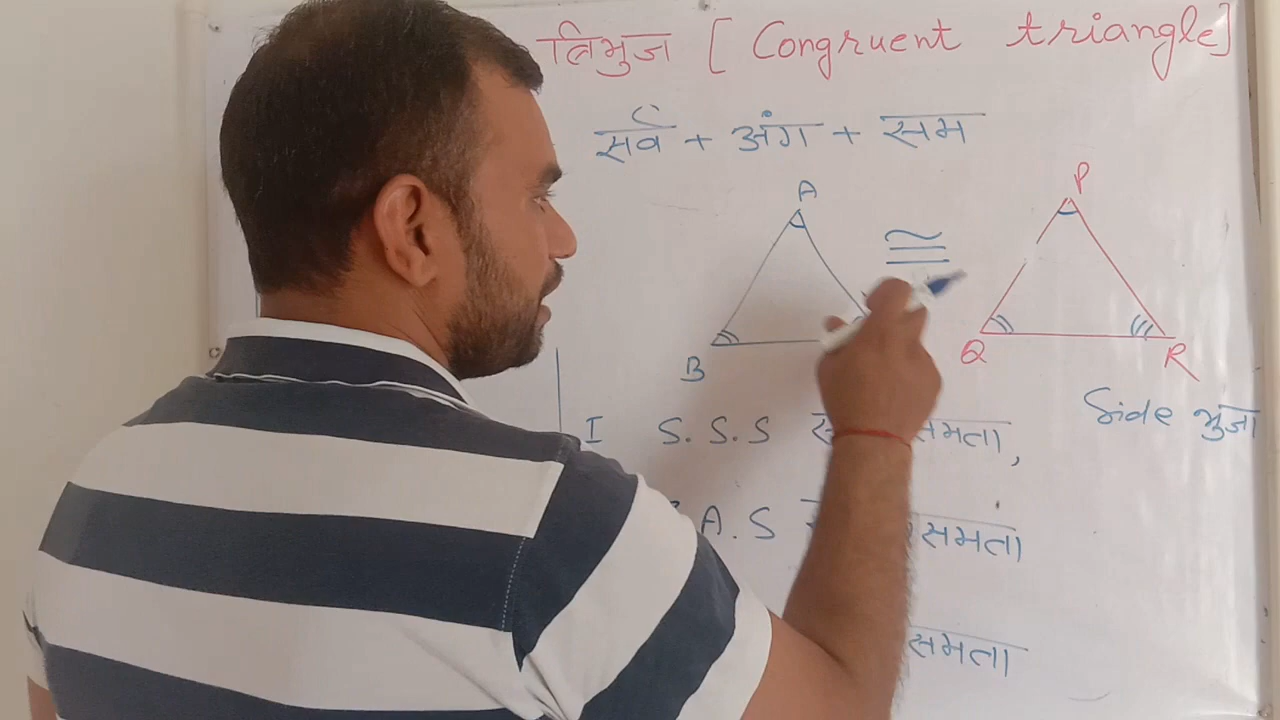 त्रिभुज [ Congruent triangle]
सर्व + अंग + सम
A
P
≅
B
Q
R
Side भुजा
I S.S.S समता,
A.S समता
समता